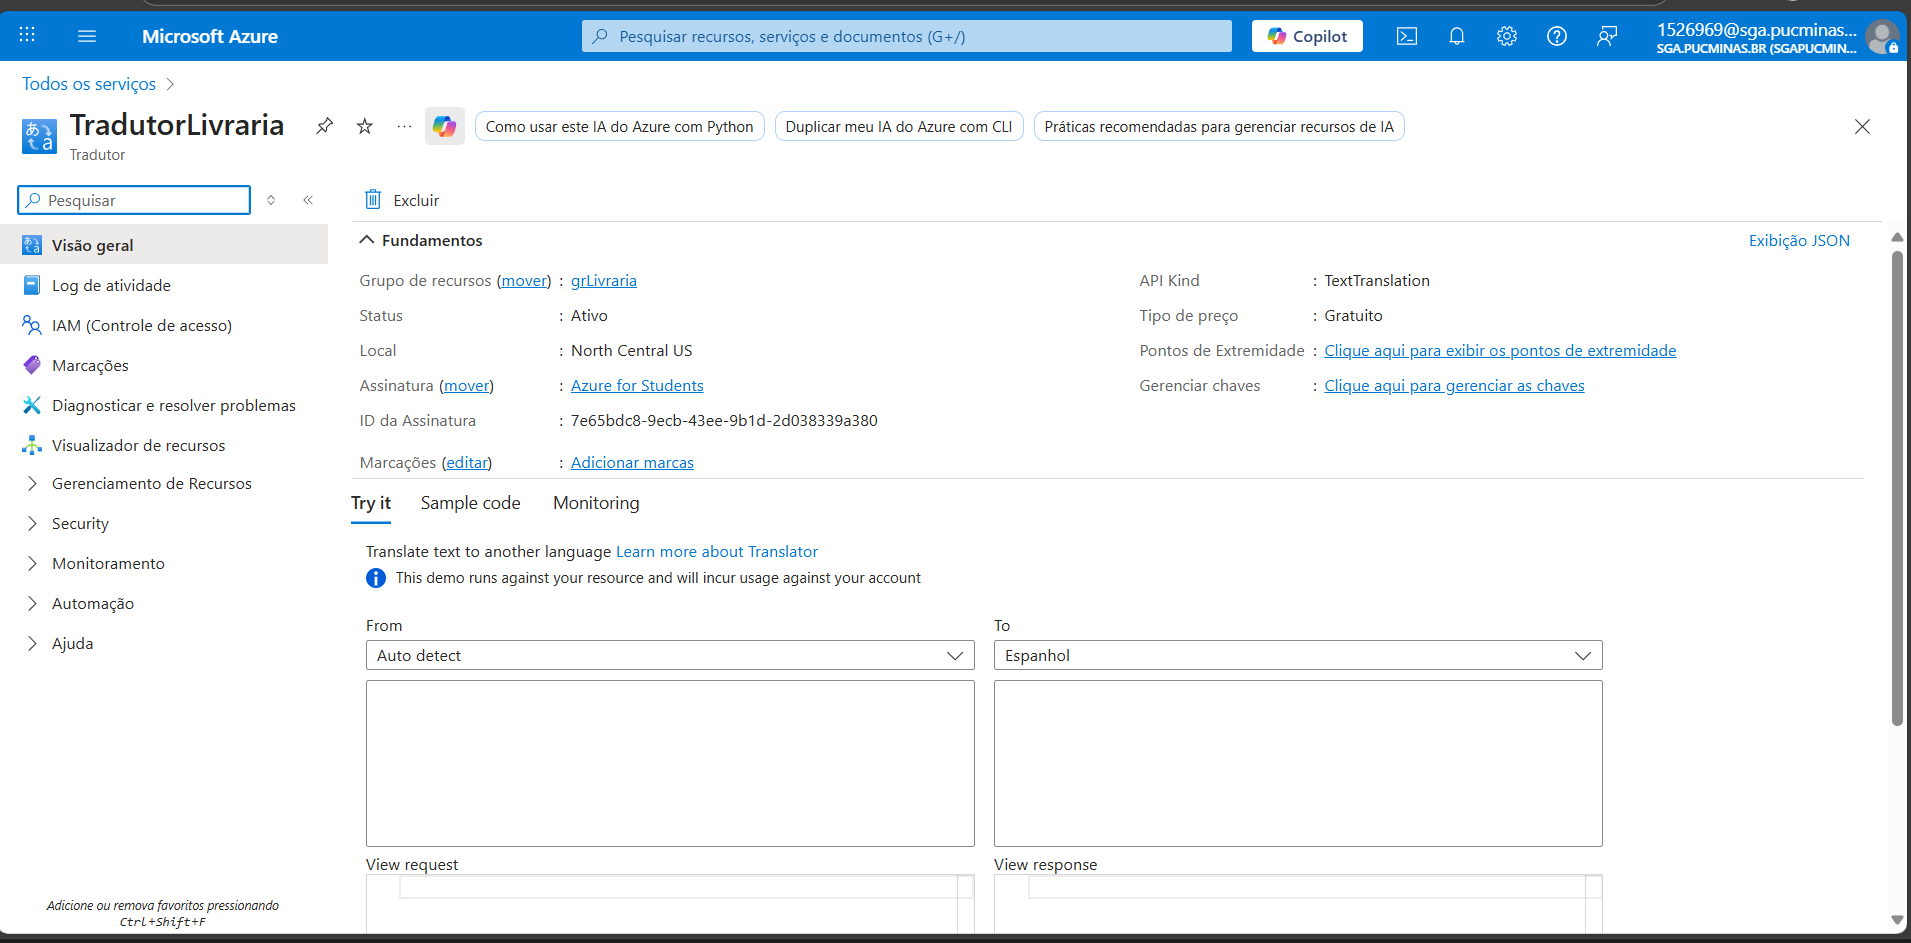 Microsoft Azure
Pesquisar recursos, serviços e documentos (G+/)
Copilot
1526969@sga.pucminas...
SGA.PUCMINAS.BR (SGAPUCMIN...
Todos os serviços
TradutorLivraria
Tradutor
Como usar este IA do Azure com Python
Duplicar meu IA do Azure com CLI
Práticas recomendadas para gerenciar recursos de IA
Pesquisar
Visão geral
Log de atividade
IAM (Controle de acesso)
Marcações
Diagnosticar e resolver problemas
Visualizador de recursos
Gerenciamento de Recursos
Security
Monitoramento
Automação
Ajuda
Adicione ou remova favoritos pressionando
Ctrl+Shift+F
Excluir
Fundamentos
Exibição JSON
Grupo de recursos (mover) : grLivraria
Status : Ativo
Local : North Central US
Assinatura (mover) : Azure for Students
ID da Assinatura : 7e65bdc8-9ecb-43ee-9b1d-2d038339a380
Marcações (editar) : Adicionar marcas
API Kind : TextTranslation
Tipo de preço : Gratuito
Pontos de Extremidade : Clique aqui para exibir os pontos de extremidade
Gerenciar chaves : Clique aqui para gerenciar as chaves
Try it
Sample code
Monitoring
Translate text to another language Learn more about Translator
This demo runs against your resource and will incur usage against your account
From
Auto detect
To
Espanhol
View request
View response